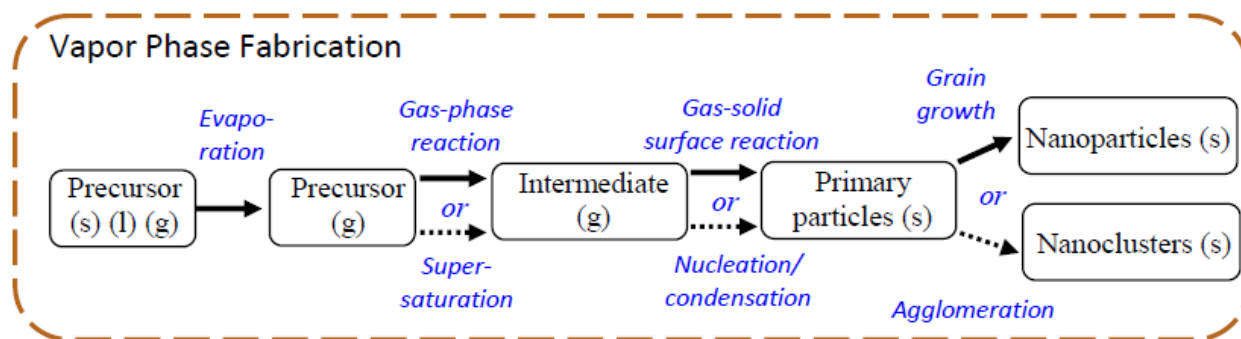 Vapor Phase Fabrication
Evapo-
ration
Gas-phase
reaction
Gas-solid
surface reaction
Grain
growth
Precursor
(s) (l) (g)
Precursor
(g)
or
Intermediate
(g)
or
Primary
particles (s)
or
Nanoparticles (s)
Nanoclusters (s)
Super-
saturation
Nucleation/
condensation
Agglomeration